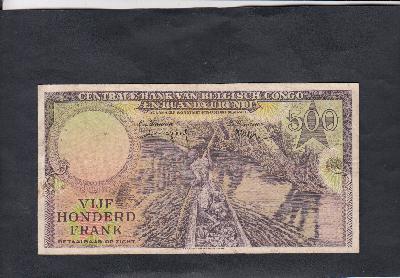 CENTRALE BANK VAN BELGISCH CONGO
EN RUANDA URUNDI
500
VIJF
HONDERD
FRANK
BETAALBAAR OP ZICHT